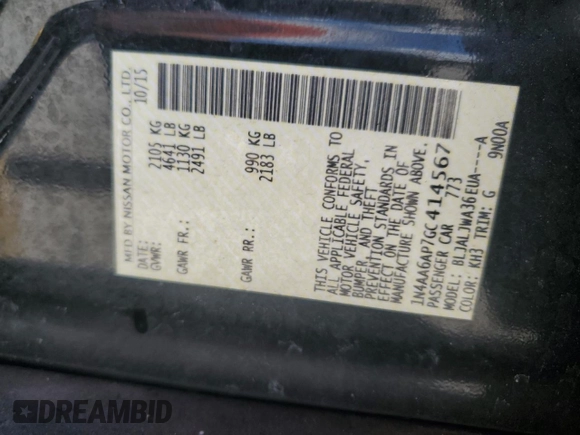 MFD BY NISSAN MOTOR CO., LTD.
10/15
GVWR: 2105 KG
4641 LB
GAWR FR.: 1130 KG
2491 LB
GAWR RR.: 990 KG
2183 LB
THIS VEHICLE CONFORMS TO
ALL APPLICABLE FEDERAL
MOTOR VEHICLE SAFETY,
BUMPER, AND THEFT
PREVENTION STANDARDS IN
EFFECT ON THE DATE OF
MANUFACTURE SHOWN ABOVE.
1N4AA6AP7GC414567
PASSENGER CAR 773
MODEL: BLJALJWA36EUA----A
COLOR: KH3 TRIM: G 9N00A
DREAMBID